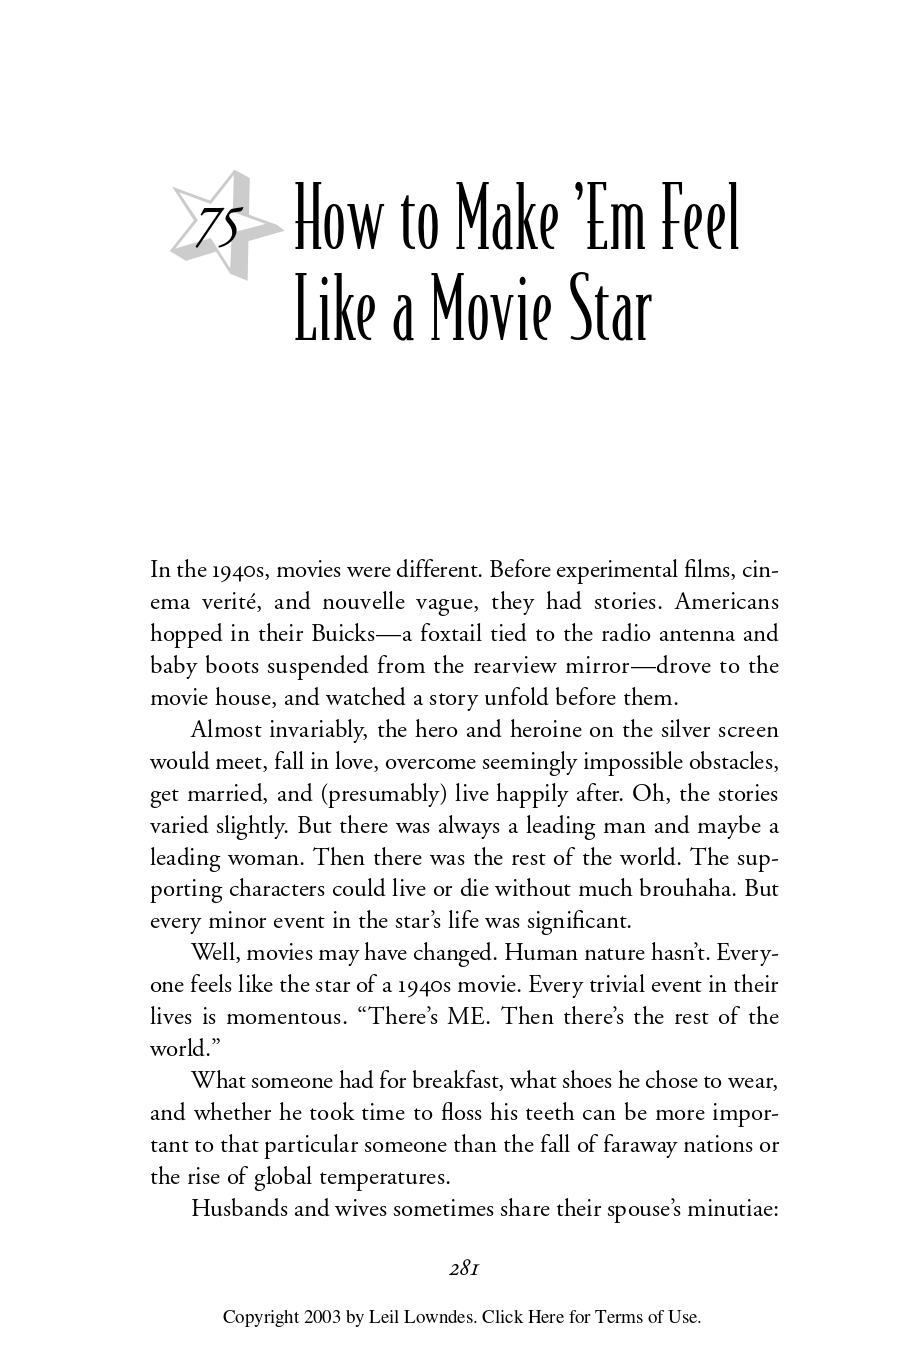 75
How to Make ’Em Feel
Like a Movie Star
In the 1940s, movies were different. Before experimental films, cin-
ema verité, and nouvelle vague, they had stories. Americans
hopped in their Buicks—a foxtail tied to the radio antenna and
baby boots suspended from the rearview mirror—drove to the
movie house, and watched a story unfold before them.
Almost invariably, the hero and heroine on the silver screen
would meet, fall in love, overcome seemingly impossible obstacles,
get married, and (presumably) live happily after. Oh, the stories
varied slightly. But there was always a leading man and maybe a
leading woman. Then there was the rest of the world. The sup-
porting characters could live or die without much brouhaha. But
every minor event in the star’s life was significant.
Well, movies may have changed. Human nature hasn’t. Every-
one feels like the star of a 1940s movie. Every trivial event in their
lives is momentous. “There’s ME. Then there’s the rest of the
world.”
What someone had for breakfast, what shoes he chose to wear,
and whether he took time to floss his teeth can be more impor-
tant to that particular someone than the fall of faraway nations or
the rise of global temperatures.
Husbands and wives sometimes share their spouse’s minutiae:
281
Copyright 2003 by Leil Lowndes. Click Here for Terms of Use.